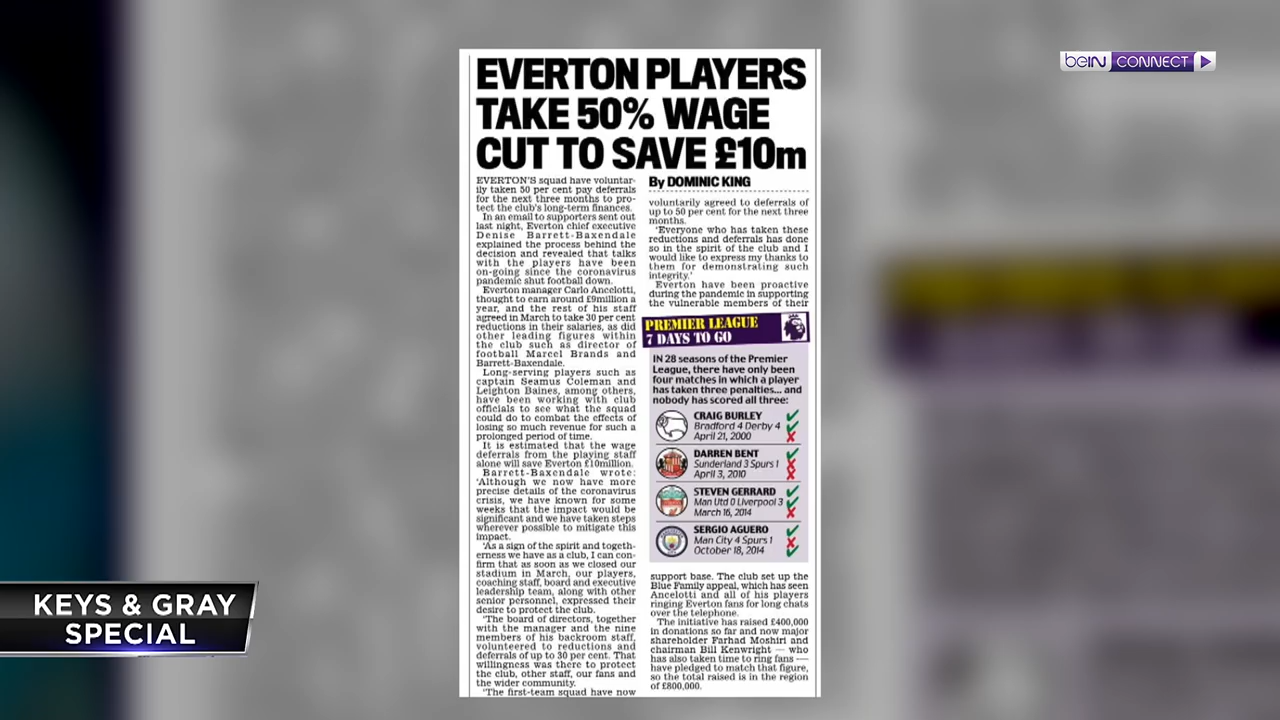 beIN CONNECT
EVERTON PLAYERS
TAKE 50% WAGE
CUT TO SAVE £10m
EVERTON'S squad have voluntar-
ily taken 50 per cent pay deferrals
for the next three months to pro-
tect the club's long-term finances.
In an email to supporters sent out
last night, Everton chief executive
Denise Barrett-Baxendale
explained the process behind the
decision and revealed that talks
with the players have been
on-going since the coronavirus
pandemic shut football down.
Everton manager Carlo Ancelotti,
thought to earn around £9million a
year, and the rest of his staff
agreed in March to take 30 per cent
reductions in their salaries, as did
other leading figures within
the club such as director of
football Marcel Brands and
Barrett-Baxendale.
Long-serving players such as
captain Seamus Coleman and
Leighton Baines, among others,
have been working with club
officials to see what the squad
could do to combat the effects of
losing so much revenue for such a
prolonged period of time.
It is estimated that the wage
deferrals from the playing staff
alone will save Everton £10million.
Barrett-Baxendale wrote:
'Although we now have more
precise details of the coronavirus
crisis, we have known for some
weeks that the impact would be
significant and we have taken steps
wherever possible to mitigate this
impact.
'As a sign of the spirit and togeth-
erness we have as a club, I can con-
firm that as soon as we closed our
stadium in March, our players,
coaching staff, board and executive
leadership team, along with other
senior personnel, expressed their
desire to protect the club.
'The board of directors, together
with the manager and the nine
members of his backroom staff,
volunteered to reductions and
deferrals of up to 30 per cent. That
willingness was there to protect
the club, other staff, our fans and
the wider community.
'The first-team squad have now
By DOMINIC KING
voluntarily agreed to deferrals of
up to 50 per cent for the next three
months.
'Everyone who has taken these
reductions and deferrals has done
so in the spirit of the club and I
would like to express my thanks to
them for demonstrating such
integrity.'
Everton have been proactive
during the pandemic in supporting
the vulnerable members of their
PREMIER LEAGUE
7 DAYS TO GO
IN 28 seasons of the Premier
League, there have only been
four matches in which a player
has taken three penalties... and
nobody has scored all three:
CRAIG BURLEY
Bradford 4 Derby 4
April 21, 2000
DARREN BENT
Sunderland 3 Spurs 1
April 3, 2010
STEVEN GERRARD
Man Utd 0 Liverpool 3
March 16, 2014
SERGIO AGUERO
Man City 4 Spurs 1
October 18, 2014
support base. The club set up the
Blue Family appeal, which has seen
Ancelotti and all of his players
ringing Everton fans for long chats
over the telephone.
The initiative has raised £400,000
in donations so far and now major
shareholder Farhad Moshiri and
chairman Bill Kenwright — who
has also taken time to ring fans —
have pledged to match that figure,
so the total raised is in the region
of £800,000.
KEYS & GRAY
SPECIAL